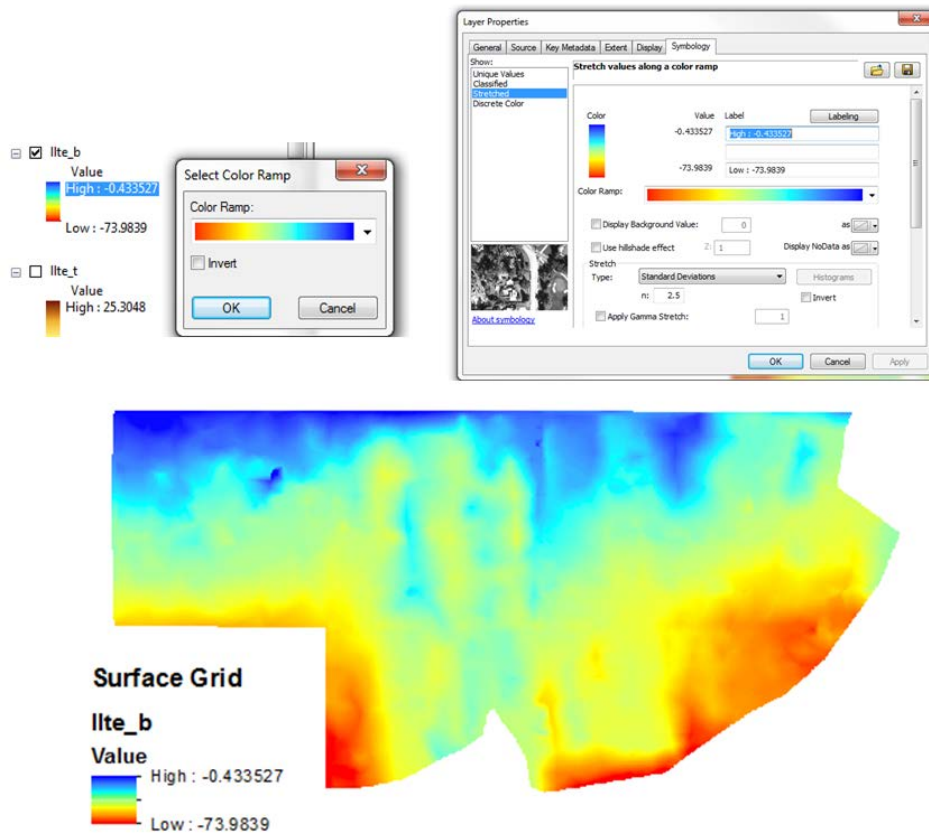 llte_b
Value
High : -0.433527
Low : -73.9839
llte_t
Value
High : 25.3048
Select Color Ramp
Color Ramp:
Invert
OK
Cancel
Layer Properties
General Source Key Metadata Extent Display Symbology
Show:
Unique Values
Classified
Stretched
Discrete Color
About symbology
Stretch values along a color ramp
Color Value Label Labeling
-0.433527 High : -0.433527
-73.9839 Low : -73.9839
Color Ramp:
Display Background Value: 0 as
Use hillshade effect Z: 1 Display NoData as
Stretch
Type: Standard Deviations Histograms
n: 2.5 Invert
Apply Gamma Stretch: 1
OK Cancel Apply
Surface Grid
llte_b
Value
High : -0.433527
Low : -73.9839